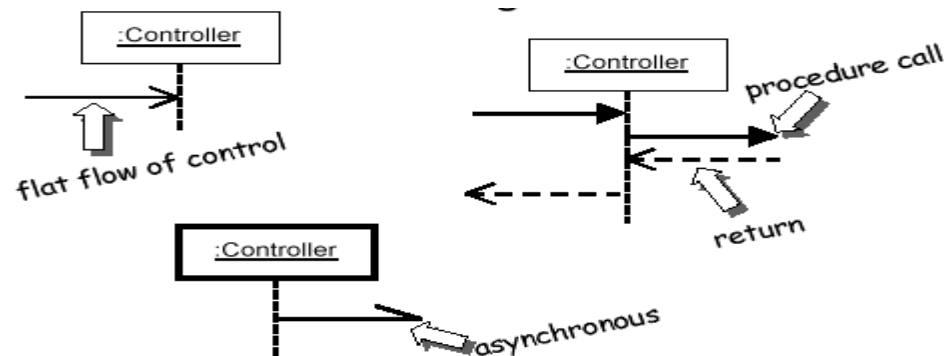 :Controller
flat flow of control
:Controller
procedure call
return
:Controller
asynchronous